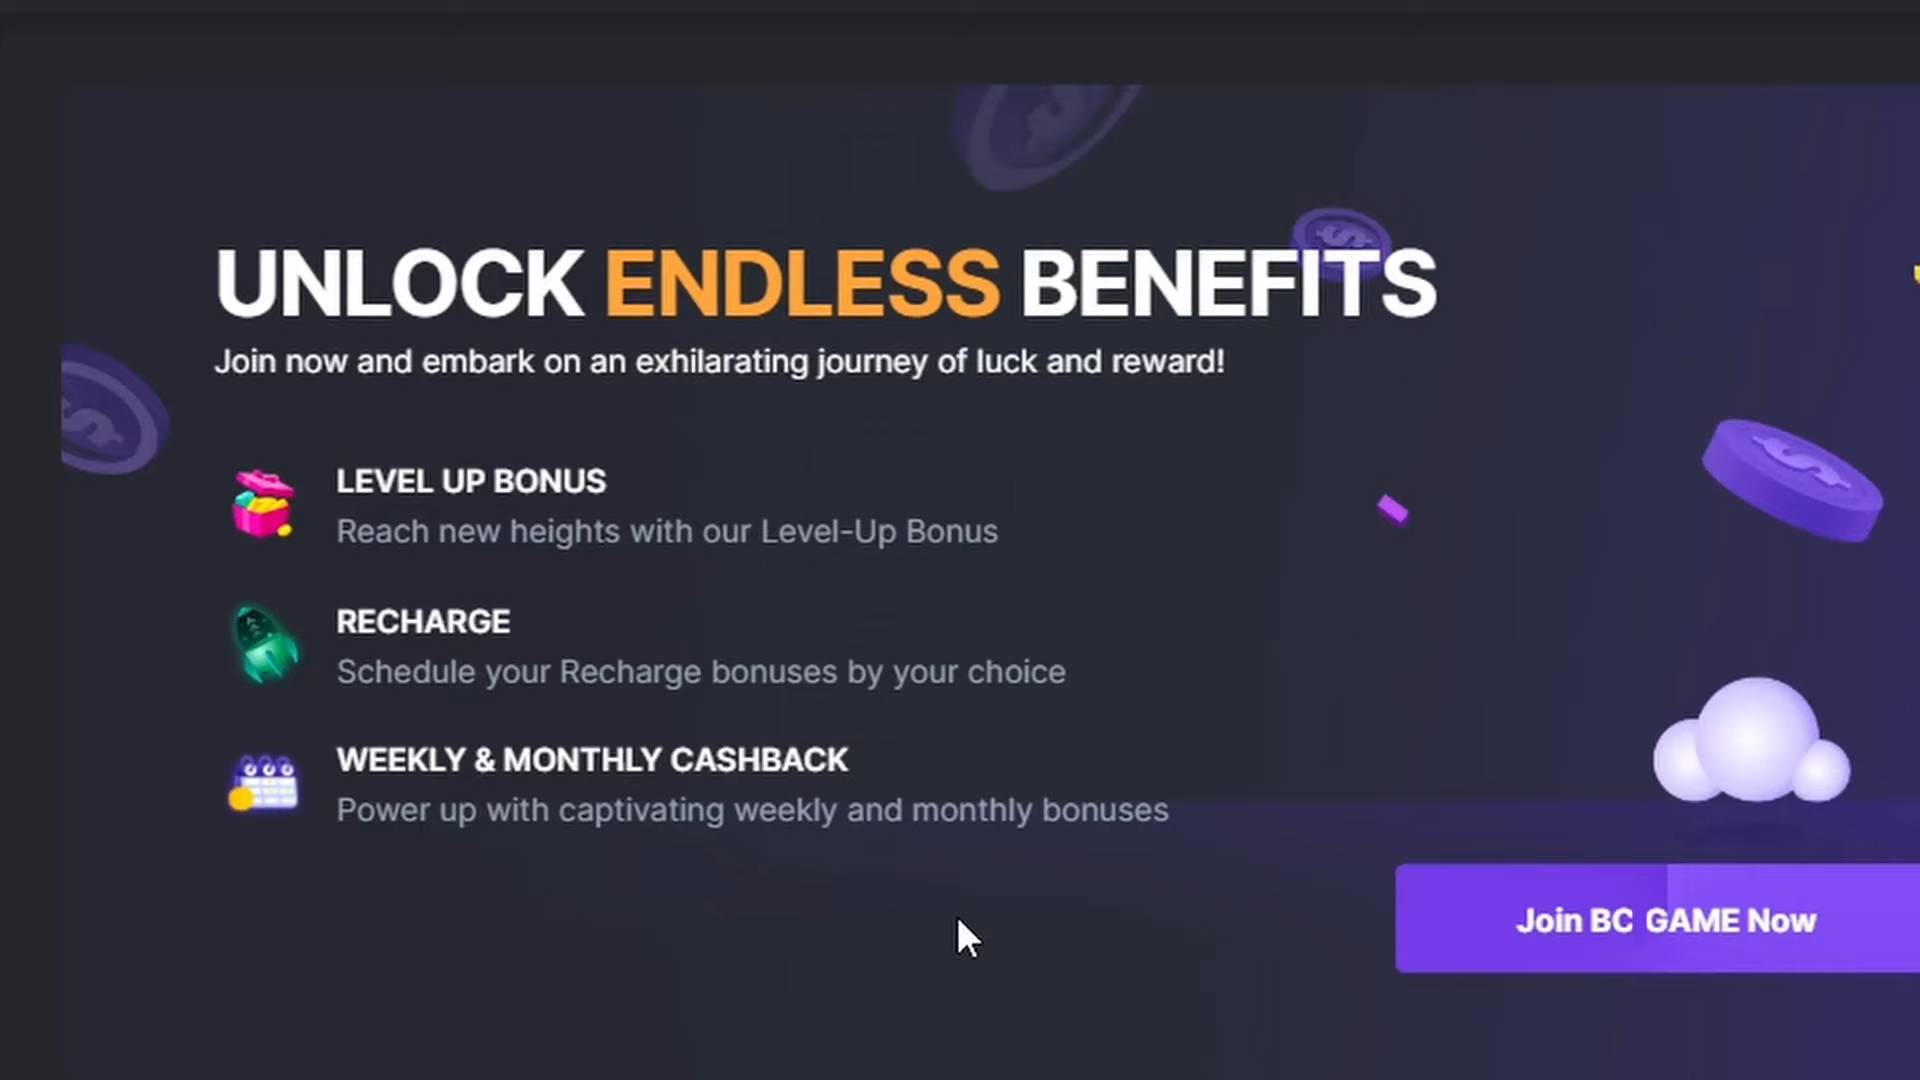 UNLOCK ENDLESS BENEFITS
Join now and embark on an exhilarating journey of luck and reward!
LEVEL UP BONUS
Reach new heights with our Level-Up Bonus
RECHARGE
Schedule your Recharge bonuses by your choice
WEEKLY & MONTHLY CASHBACK
Power up with captivating weekly and monthly bonuses
Join BC GAME Now